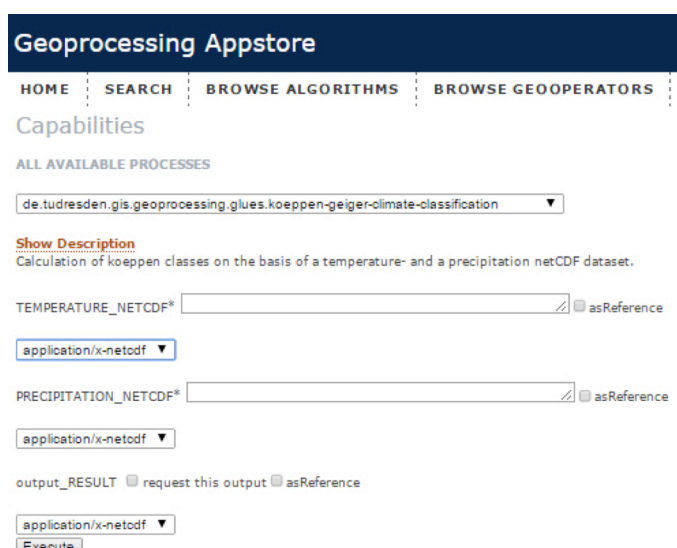 Geoprocessing Appstore
HOME SEARCH BROWSE ALGORITHMS BROWSE GEOOPERATORS
Capabilities
ALL AVAILABLE PROCESSES
de.tudresden.gis.geoprocessing.glues.koeppen-geiger-climate-classification
Show Description
Calculation of koeppen classes on the basis of a temperature- and a precipitation netCDF dataset.
TEMPERATURE_NETCDF* asReference
application/x-netcdf
PRECIPITATION_NETCDF* asReference
application/x-netcdf
output_RESULT request this output asReference
application/x-netcdf
Execute